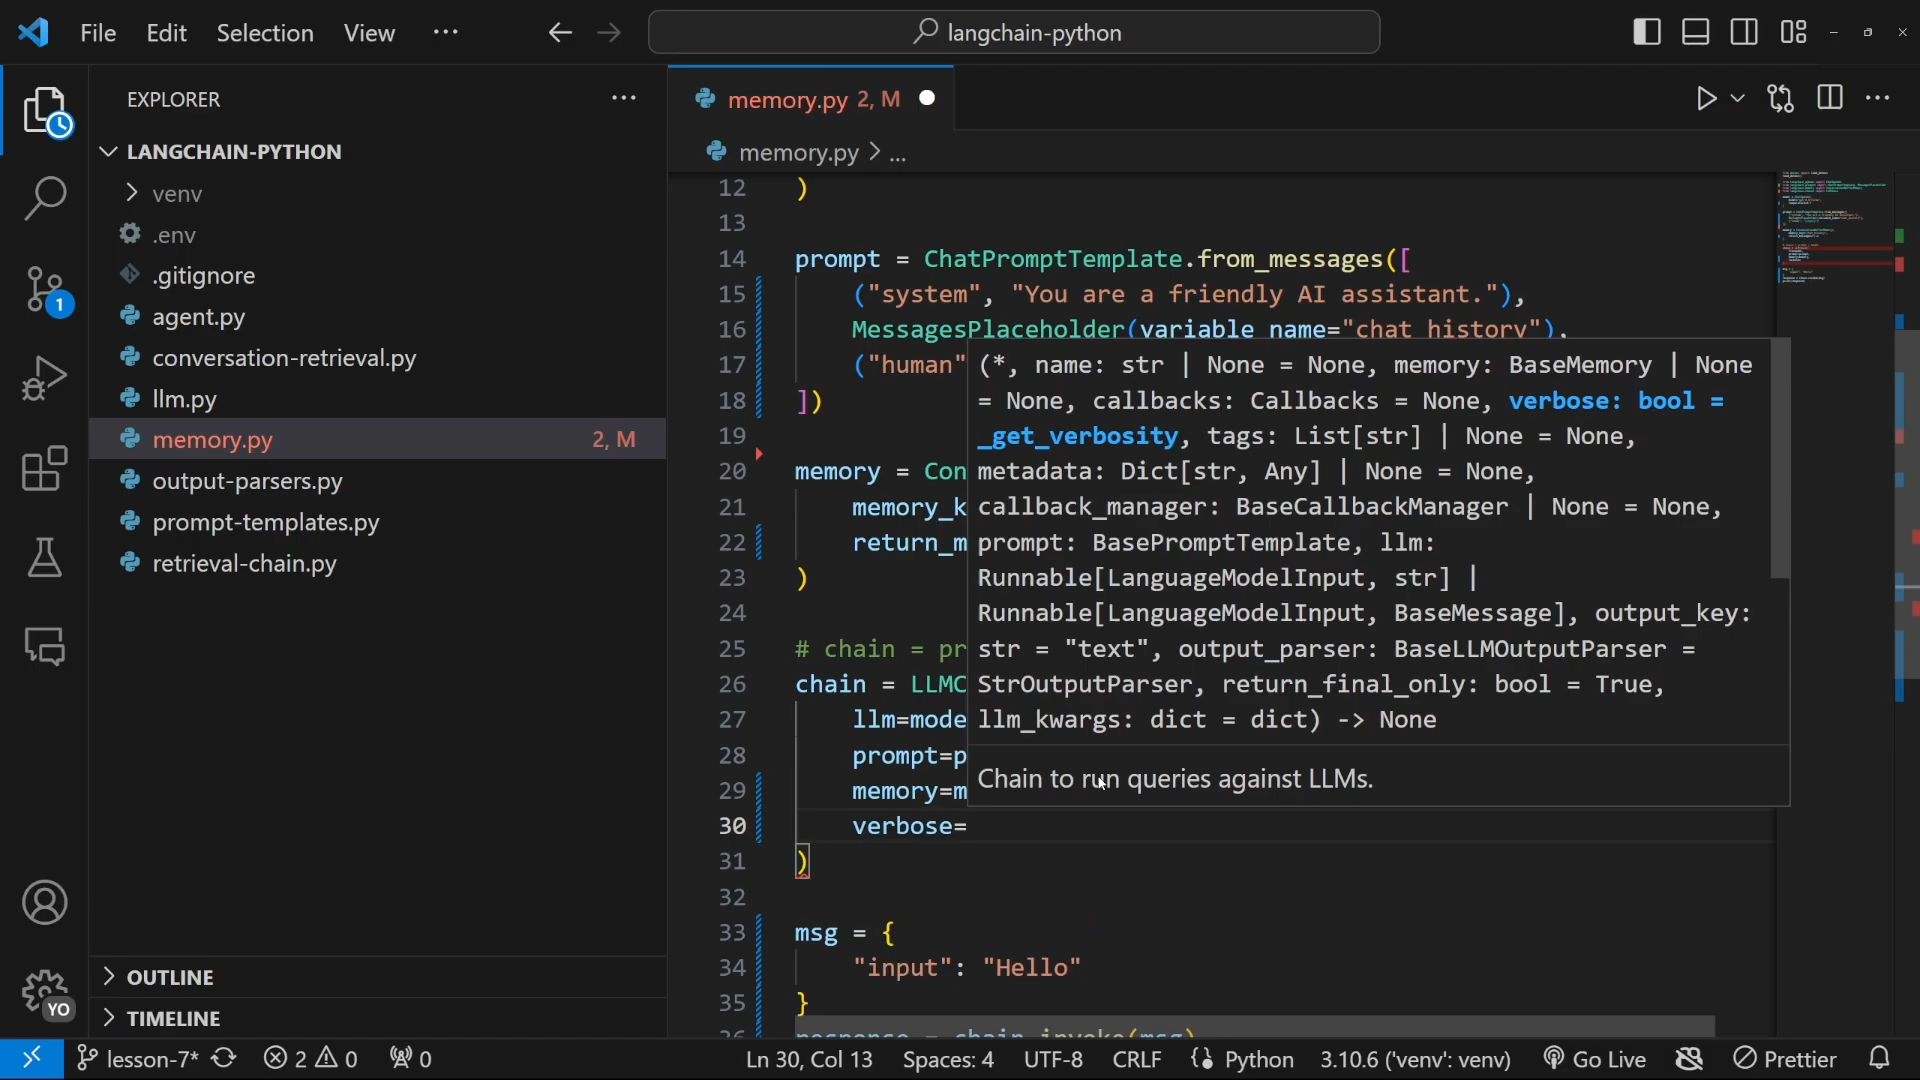 File Edit Selection View ... langchain-python
EXPLORER ...
LANGCHAIN-PYTHON
venv
.env
.gitignore
agent.py
1
conversation-retrieval.py
llm.py
memory.py 2, M
output-parsers.py
prompt-templates.py
retrieval-chain.py
OUTLINE
TIMELINE
YO
memory.py 2, M
memory.py > ...
12 )
13
14 prompt = ChatPromptTemplate.from_messages([
15 ("system", "You are a friendly AI assistant."),
16 MessagesPlaceholder(variable_name="chat_history"),
17 ("human"
18 ])
19
20 memory = Con
21 memory_k
22 return_m
23 )
24
25 # chain = pr
26 chain = LLMC
27 llm=mode
28 prompt=p
29 memory=m
30 verbose=
31 )
32
33 msg = {
34 "input": "Hello"
35 }
36 response = chain.invoke(msg)
(*, name: str | None = None, memory: BaseMemory | None
= None, callbacks: Callbacks = None, verbose: bool =
_get_verbosity, tags: List[str] | None = None,
metadata: Dict[str, Any] | None = None,
callback_manager: BaseCallbackManager | None = None,
prompt: BasePromptTemplate, llm:
Runnable[LanguageModelInput, str] |
Runnable[LanguageModelInput, BaseMessage], output_key:
str = "text", output_parser: BaseLLMOutputParser =
StrOutputParser, return_final_only: bool = True,
llm_kwargs: dict = dict) -> None
Chain to run queries against LLMs.
lesson-7* 2 0 0 Ln 30, Col 13 Spaces: 4 UTF-8 CRLF Python 3.10.6 ('venv': venv) Go Live Prettier